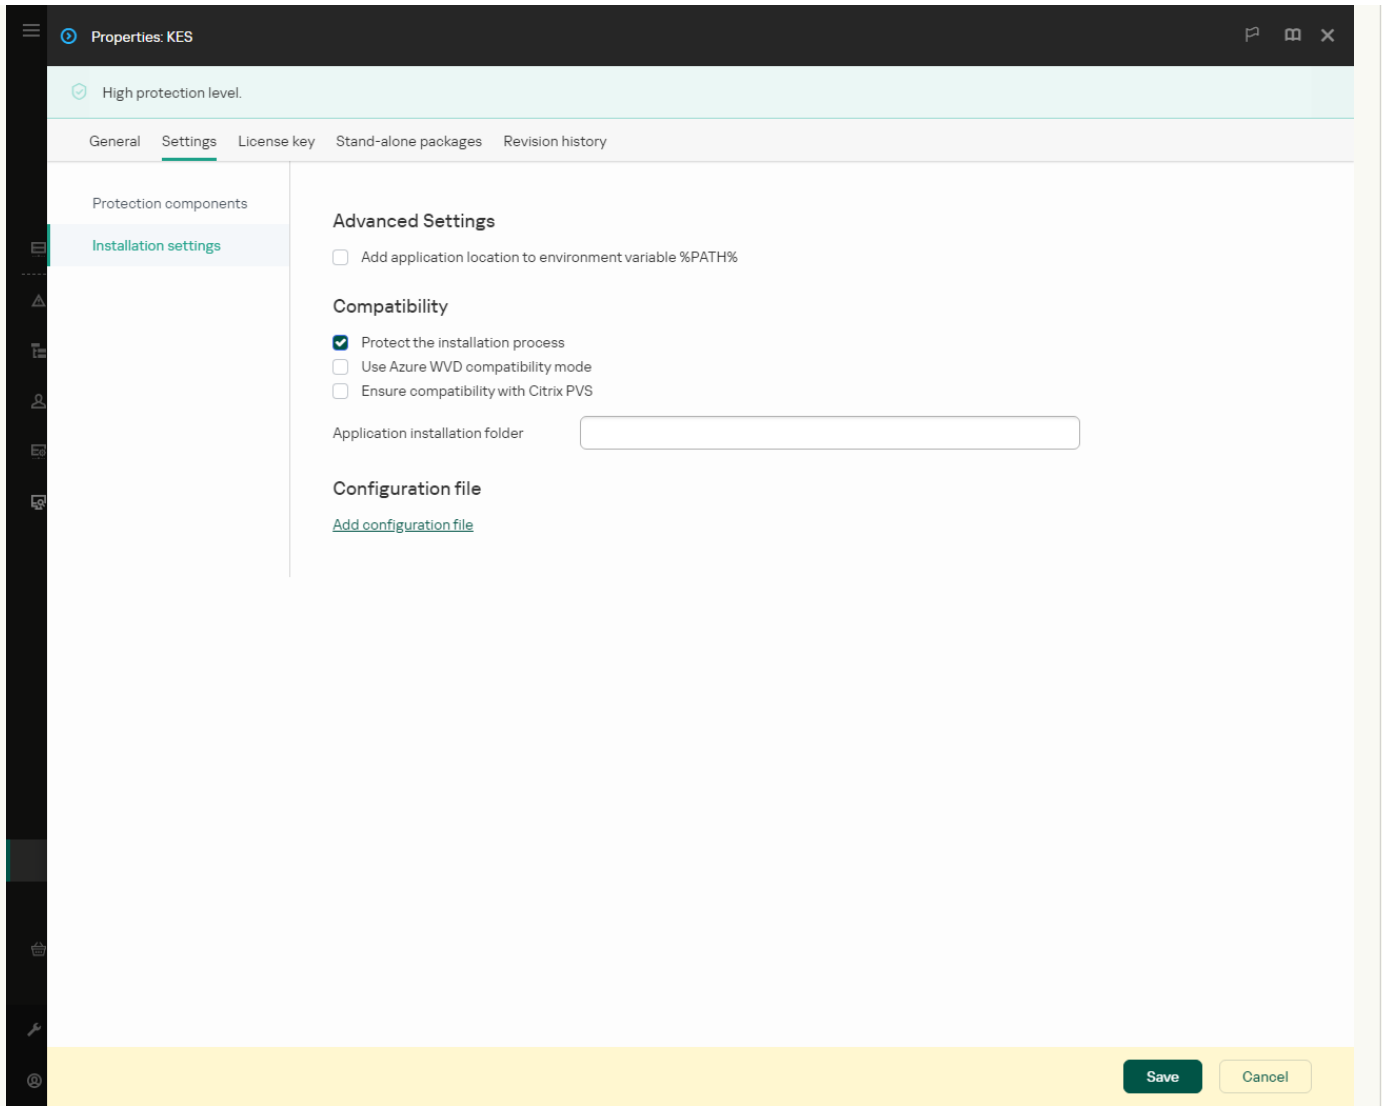 Properties: KES
High protection level.
General Settings License key Stand-alone packages Revision history
Protection components
Installation settings
Advanced Settings
Add application location to environment variable %PATH%
Compatibility
Protect the installation process
Use Azure WVD compatibility mode
Ensure compatibility with Citrix PVS
Application installation folder
Configuration file
Add configuration file
Save Cancel